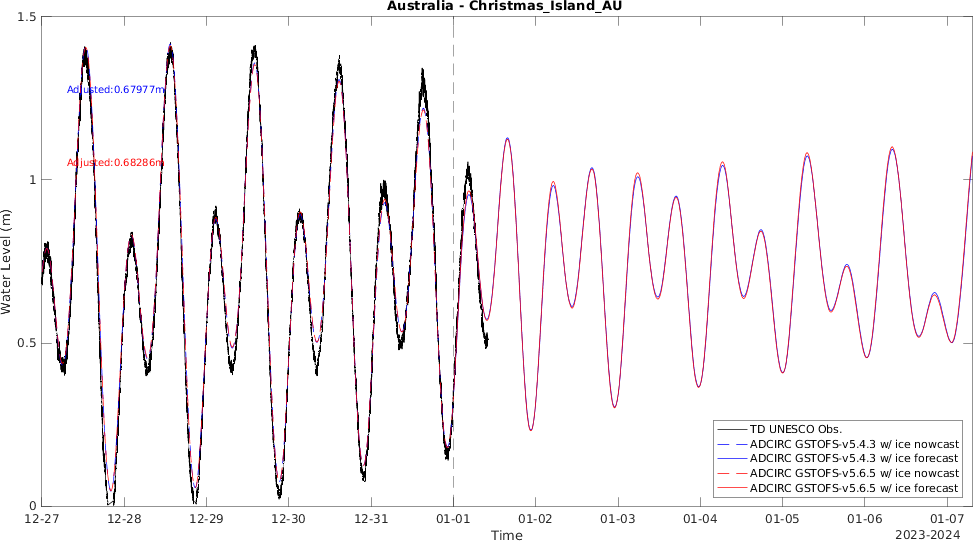 Australia - Christmas_Island_AU
1.5
1
0.5
0
Water Level (m)
Adjusted:0.67977m
Adjusted:0.68286m
TD UNESCO Obs.
ADCIRC GSTOFS-v5.4.3 w/ ice nowcast
ADCIRC GSTOFS-v5.4.3 w/ ice forecast
ADCIRC GSTOFS-v5.6.5 w/ ice nowcast
ADCIRC GSTOFS-v5.6.5 w/ ice forecast
12-27 12-28 12-29 12-30 12-31 01-01 01-02 01-03 01-04 01-05 01-06 01-07
Time
2023-2024